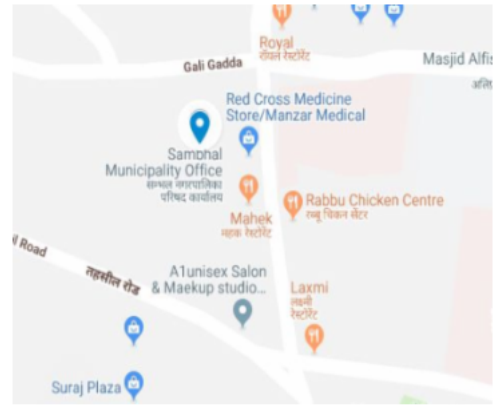 Royal
रॉयल रेस्टोरेंट
Gali Gadda
Masjid Alfis
Red Cross Medicine
Store/Manzar Medical
Sambhal
Municipality Office
सम्भल नगरपालिका
परिषद कार्यालय
Mahek
महक रेस्टोरेंट
Rabbu Chicken Centre
रब्बू चिकन सेंटर
Road
तहसील रोड
A1unisex Salon
& Maekup studio...
Laxmi
लक्ष्मी
रेस्टोरेंट
Suraj Plaza